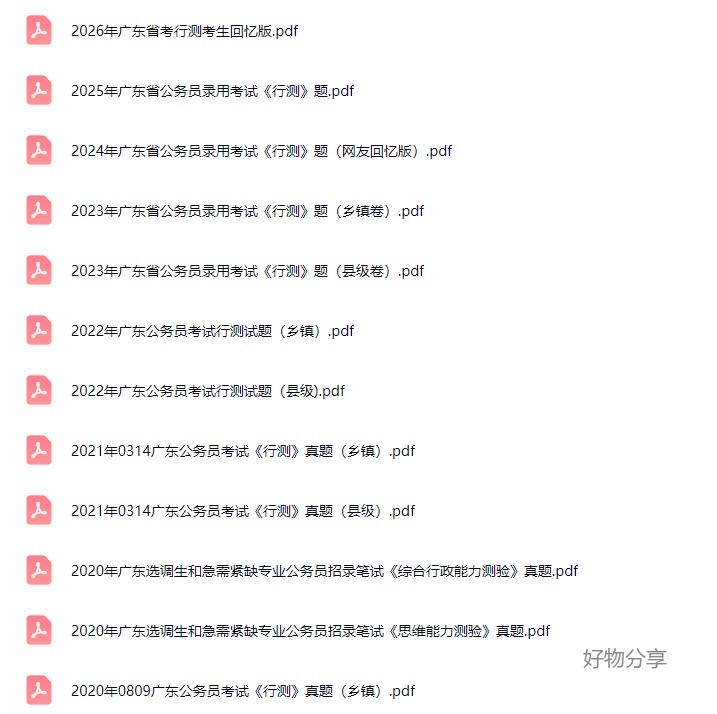 2026年广东省考行测考生回忆版.pdf
2025年广东省公务员录用考试《行测》题.pdf
2024年广东省公务员录用考试《行测》题（网友回忆版）.pdf
2023年广东省公务员录用考试《行测》题（乡镇卷）.pdf
2023年广东省公务员录用考试《行测》题（县级卷）.pdf
2022年广东公务员考试行测试题（乡镇）.pdf
2022年广东公务员考试行测试题（县级).pdf
2021年0314广东公务员考试《行测》真题（乡镇）.pdf
2021年0314广东公务员考试《行测》真题（县级）.pdf
2020年广东选调生和急需紧缺专业公务员招录笔试《综合行政能力测验》真题.pdf
2020年广东选调生和急需紧缺专业公务员招录笔试《思维能力测验》真题.pdf
好物分享
2020年0809广东公务员考试《行测》真题（乡镇）.pdf